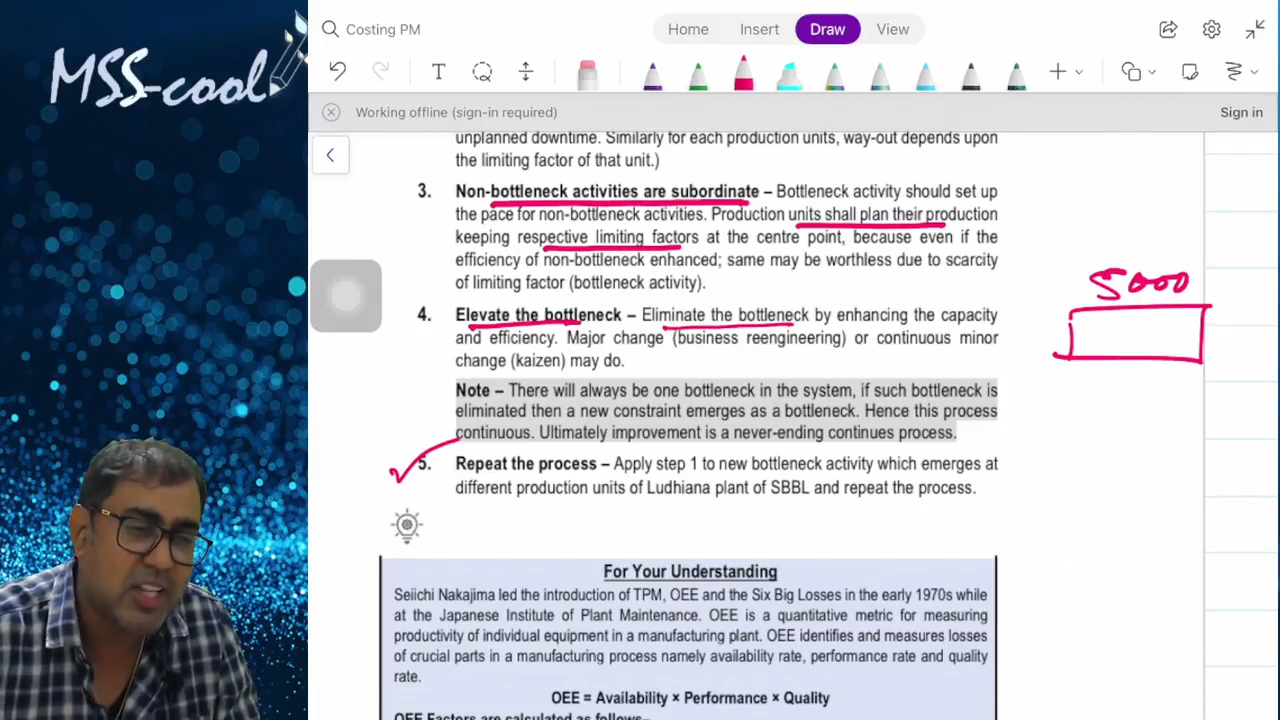 MSS-cool
Costing PM
Home Insert Draw View
T
Working offline (sign-in required)
Sign in
unplanned downtime. Similarly for each production units, way-out depends upon
the limiting factor of that unit.)
3. Non-bottleneck activities are subordinate – Bottleneck activity should set up
the pace for non-bottleneck activities. Production units shall plan their production
keeping respective limiting factors at the centre point, because even if the
efficiency of non-bottleneck enhanced; same may be worthless due to scarcity
of limiting factor (bottleneck activity).
5000
4. Elevate the bottleneck – Eliminate the bottleneck by enhancing the capacity
and efficiency. Major change (business reengineering) or continuous minor
change (kaizen) may do.
Note – There will always be one bottleneck in the system, if such bottleneck is
eliminated then a new constraint emerges as a bottleneck. Hence this process
continuous. Ultimately improvement is a never-ending continues process.
5. Repeat the process – Apply step 1 to new bottleneck activity which emerges at
different production units of Ludhiana plant of SBBL and repeat the process.
For Your Understanding
Seiichi Nakajima led the introduction of TPM, OEE and the Six Big Losses in the early 1970s while
at the Japanese Institute of Plant Maintenance. OEE is a quantitative metric for measuring
productivity of individual equipment in a manufacturing plant. OEE identifies and measures losses
of crucial parts in a manufacturing process namely availability rate, performance rate and quality
rate.
OEE = Availability × Performance × Quality
OEE Factors are calculated as follows–